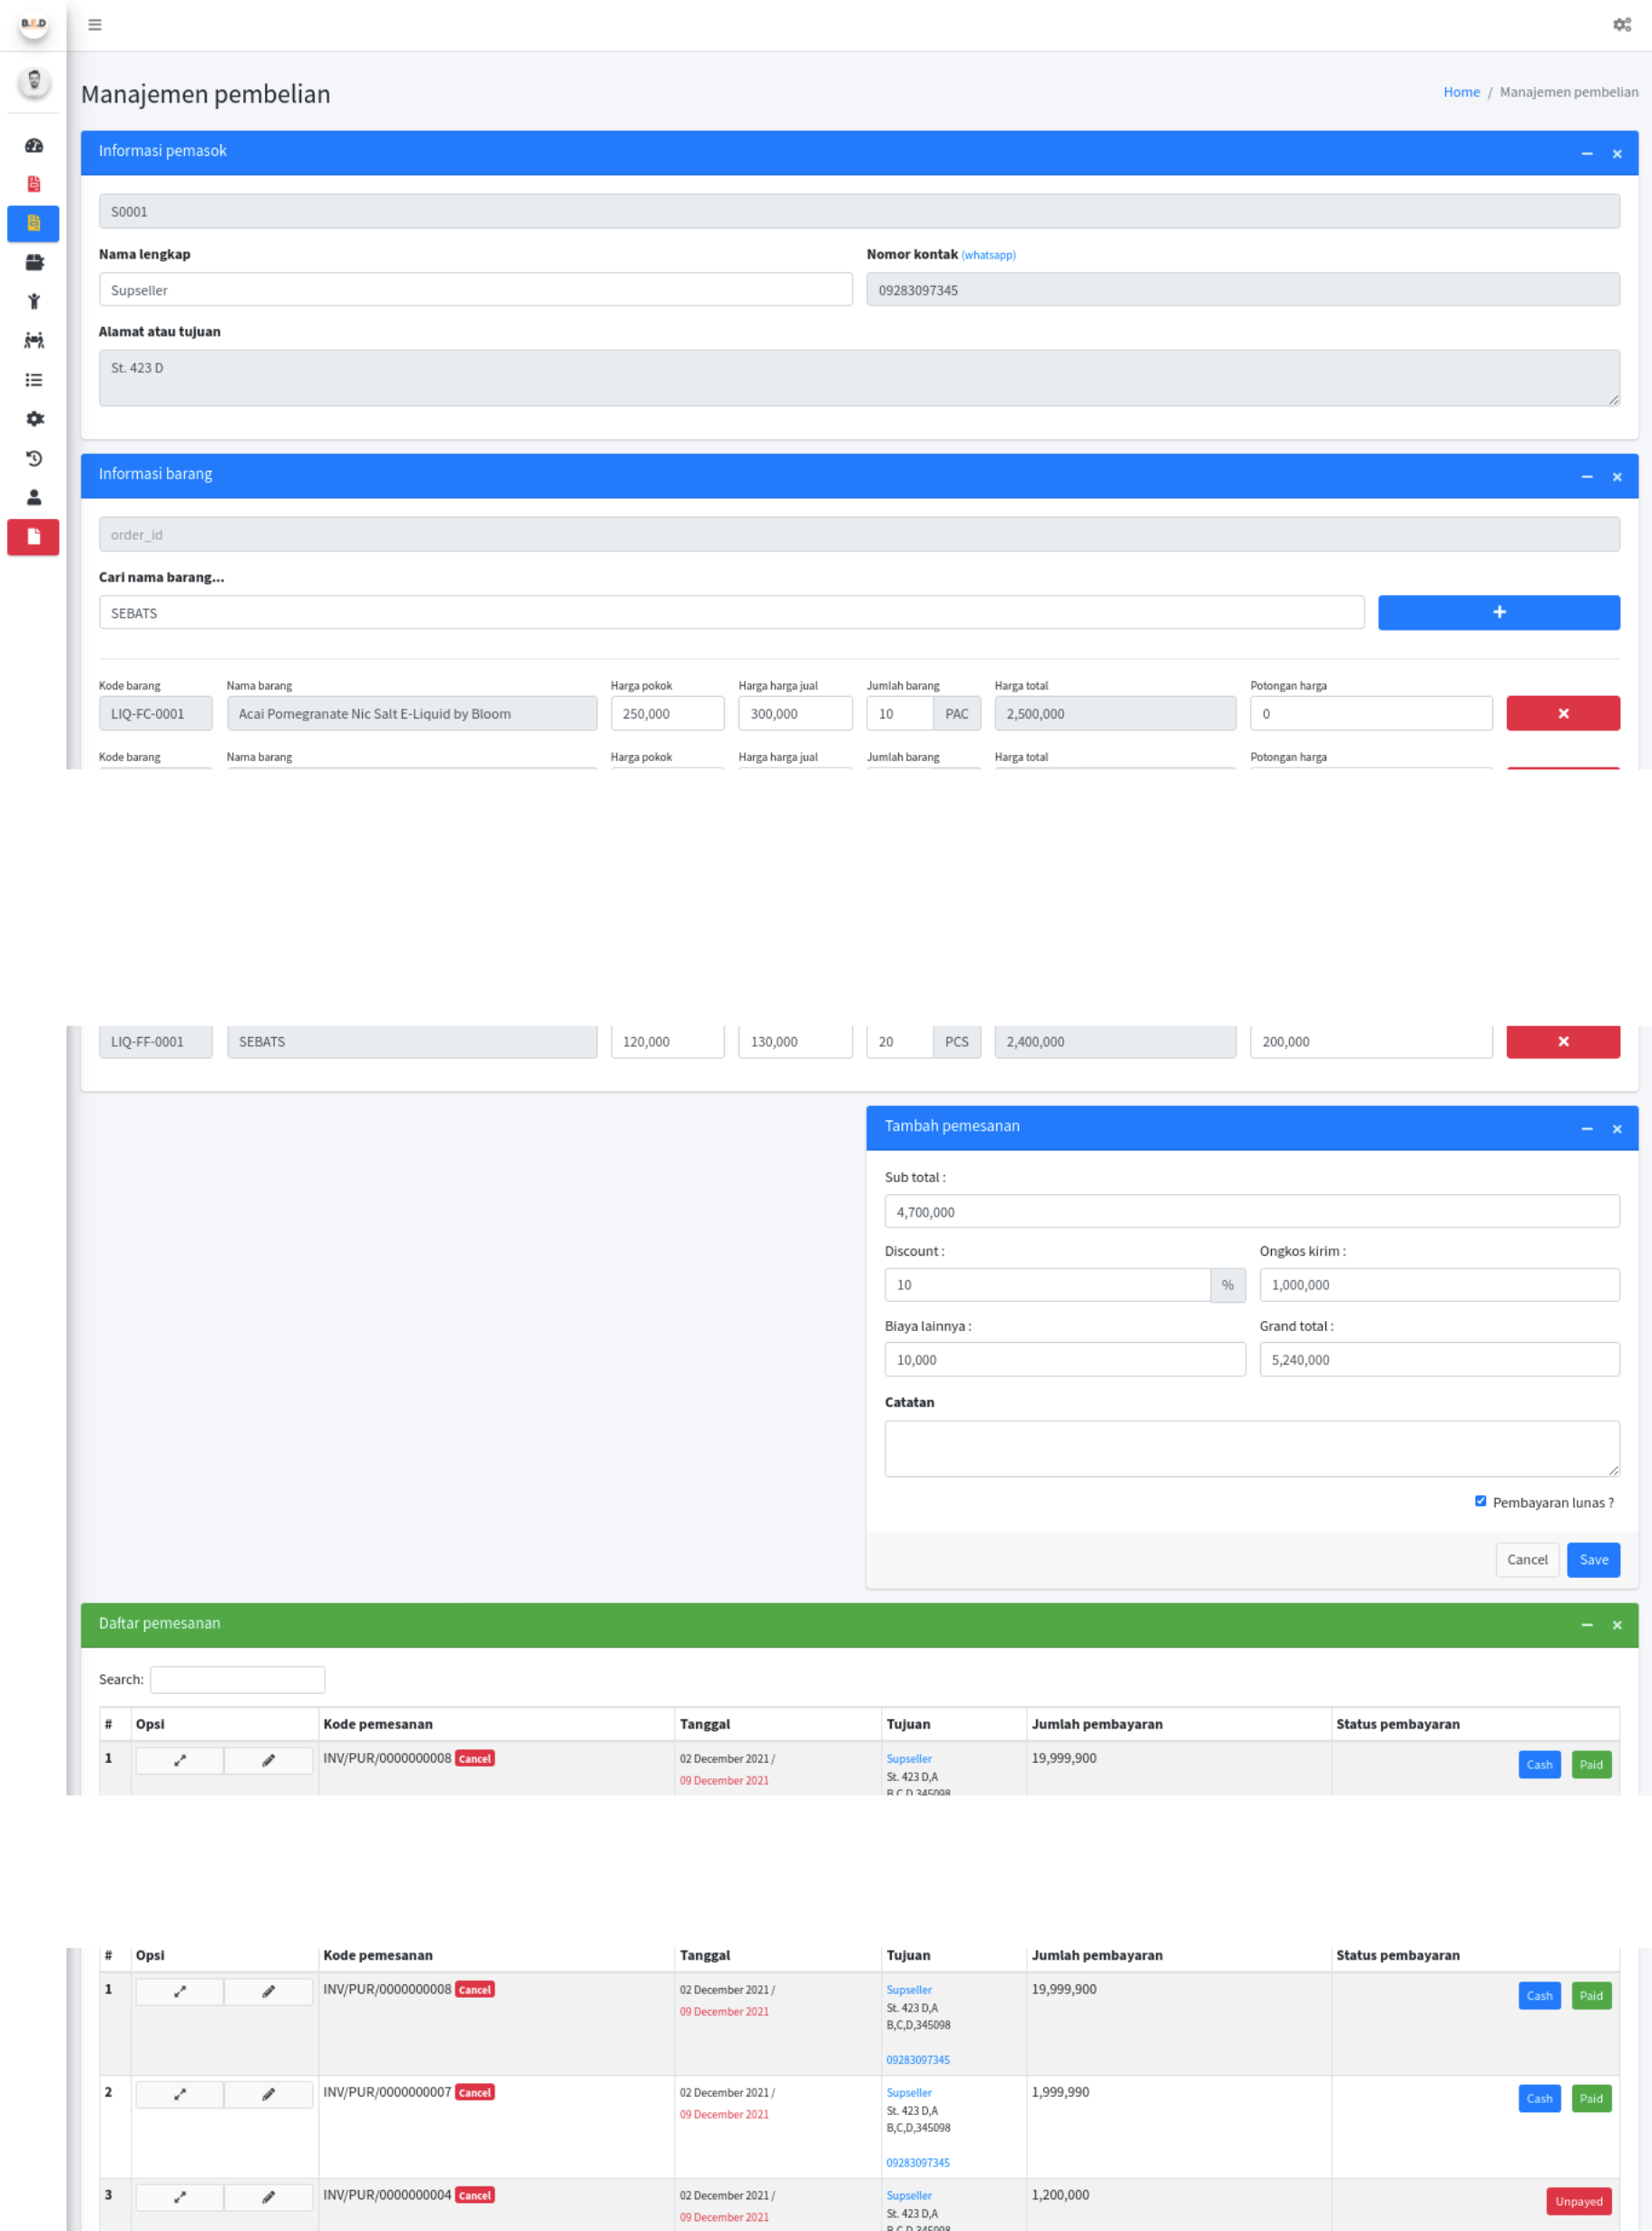 B.E.D
Manajemen pembelian
Home / Manajemen pembelian
Informasi pemasok
S0001
Nama lengkap
Nomor kontak (whatsapp)
Supseller
09283097345
Alamat atau tujuan
St. 423 D
Informasi barang
order_id
Cari nama barang...
SEBATS
Kode barang Nama barang Harga pokok Harga harga jual Jumlah barang Harga total Potongan harga
LIQ-FC-0001 Acai Pomegranate Nic Salt E-Liquid by Bloom 250,000 300,000 10 PAC 2,500,000 0
Kode barang Nama barang Harga pokok Harga harga jual Jumlah barang Harga total Potongan harga
LIQ-FF-0001 SEBATS 120,000 130,000 20 PCS 2,400,000 200,000
Tambah pemesanan
Sub total :
4,700,000
Discount : Ongkos kirim :
10 % 1,000,000
Biaya lainnya : Grand total :
10,000 5,240,000
Catatan
Pembayaran lunas ?
Cancel Save
Daftar pemesanan
Search:
# Opsi Kode pemesanan Tanggal Tujuan Jumlah pembayaran Status pembayaran
1 INV/PUR/0000000008 Cancel 02 December 2021 / Supseller 19,999,900 Cash Paid
09 December 2021 St. 423 D,A
B,C,D,345098
# Opsi Kode pemesanan Tanggal Tujuan Jumlah pembayaran Status pembayaran
1 INV/PUR/0000000008 Cancel 02 December 2021 / Supseller 19,999,900 Cash Paid
09 December 2021 St. 423 D,A
B,C,D,345098
09283097345
2 INV/PUR/0000000007 Cancel 02 December 2021 / Supseller 1,999,990 Cash Paid
09 December 2021 St. 423 D,A
B,C,D,345098
09283097345
3 INV/PUR/0000000004 Cancel 02 December 2021 / Supseller 1,200,000 Unpayed
09 December 2021 St. 423 D,A
B,C,D,345098